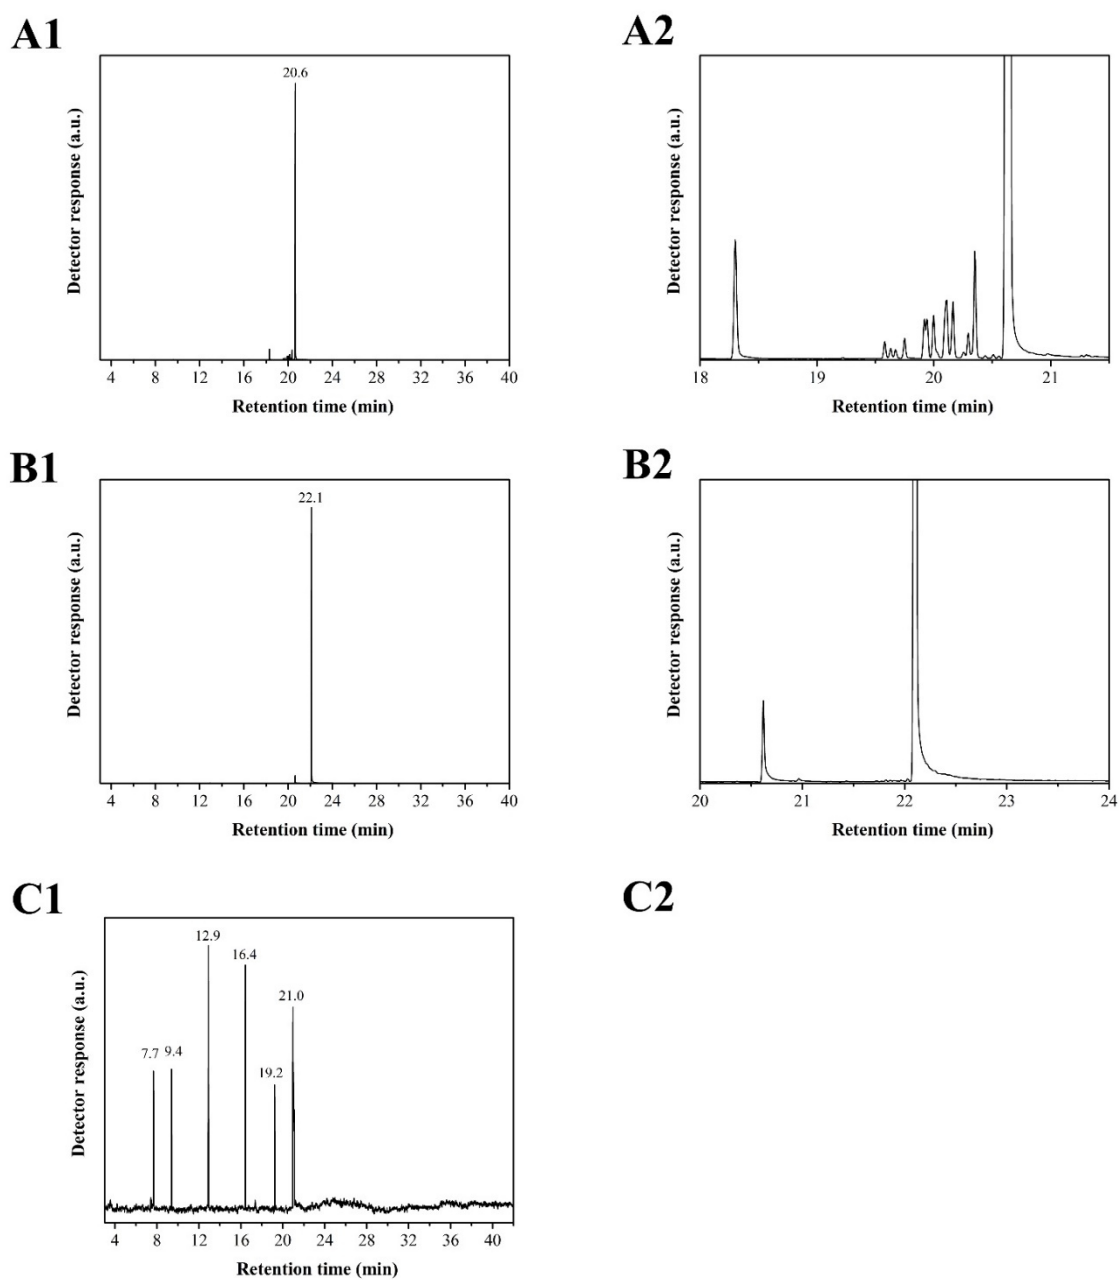 A1
20.6
Detector response (a.u.)
4 8 12 16 20 24 28 32 36 40
Retention time (min)
A2
Detector response (a.u.)
18 19 20 21
Retention time (min)
B1
22.1
Detector response (a.u.)
4 8 12 16 20 24 28 32 36 40
Retention time (min)
B2
Detector response (a.u.)
20 21 22 23 24
Retention time (min)
C1
12.9
16.4
21.0
7.7 9.4
19.2
Detector response (a.u.)
4 8 12 16 20 24 28 32 36 40
Retention time (min)
C2